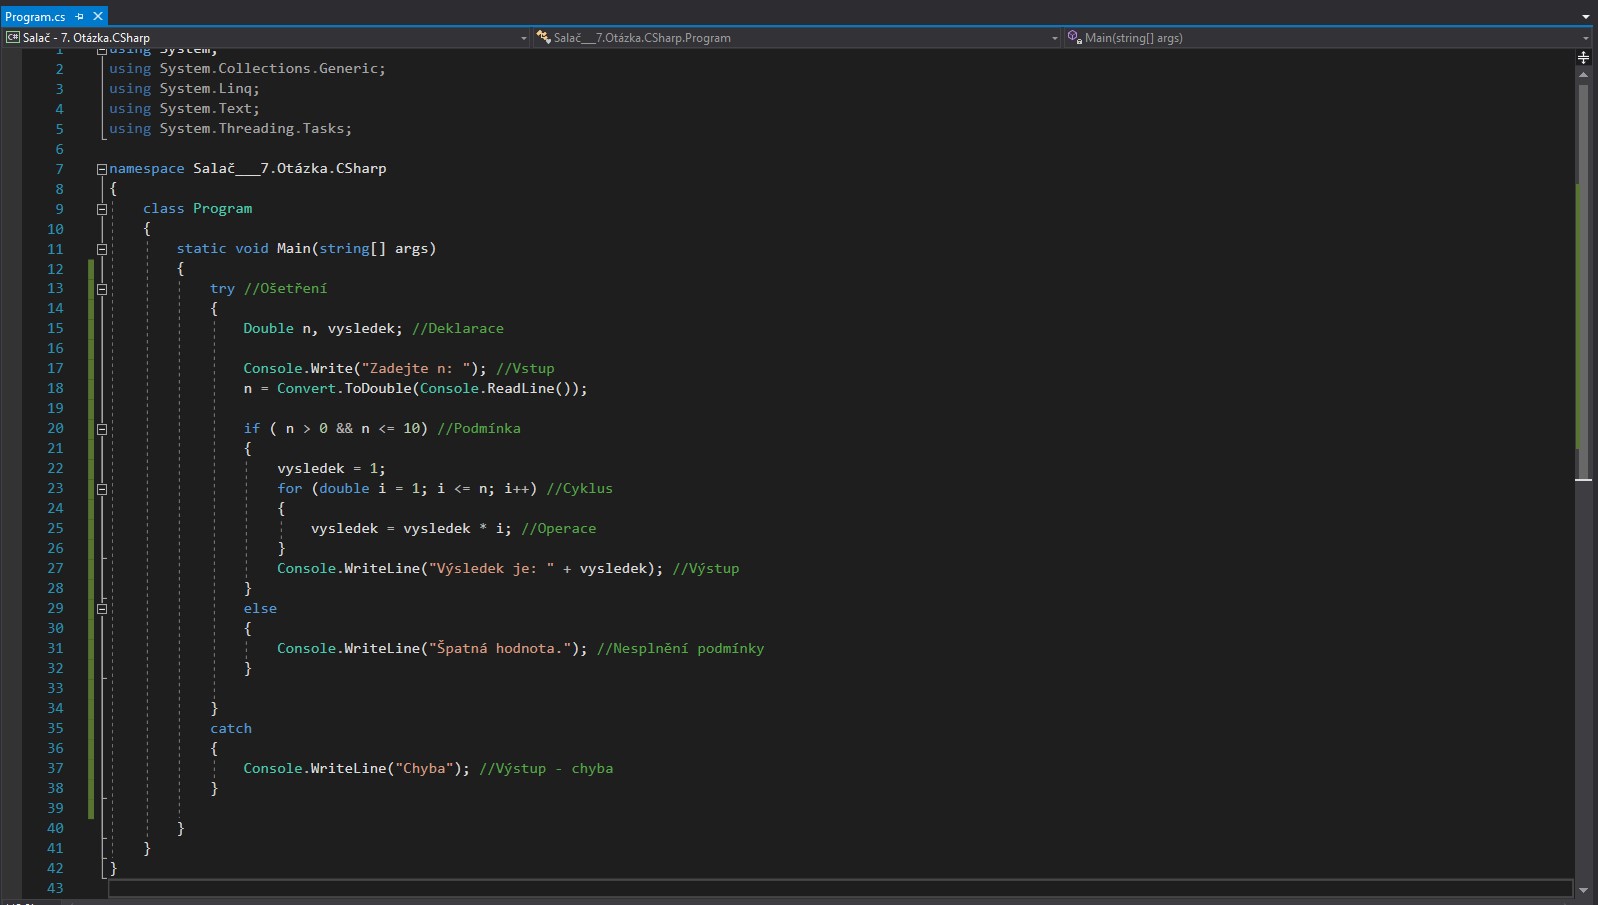 Program.cs
Salač - 7. Otázka.CSharp
Salač___7.Otázka.CSharp.Program
Main(string[] args)
1 using System;
2 using System.Collections.Generic;
3 using System.Linq;
4 using System.Text;
5 using System.Threading.Tasks;
6
7 namespace Salač___7.Otázka.CSharp
8 {
9 class Program
10 {
11 static void Main(string[] args)
12 {
13 try //Ošetření
14 {
15 Double n, vysledek; //Deklarace
16
17 Console.Write("Zadejte n: "); //Vstup
18 n = Convert.ToDouble(Console.ReadLine());
19
20 if ( n > 0 && n <= 10) //Podmínka
21 {
22 vysledek = 1;
23 for (double i = 1; i <= n; i++) //Cyklus
24 {
25 vysledek = vysledek * i; //Operace
26 }
27 Console.WriteLine("Výsledek je: " + vysledek); //Výstup
28 }
29 else
30 {
31 Console.WriteLine("Špatná hodnota."); //Nesplnění podmínky
32 }
33
34 }
35 catch
36 {
37 Console.WriteLine("Chyba"); //Výstup - chyba
38 }
39
40 }
41 }
42 }
43